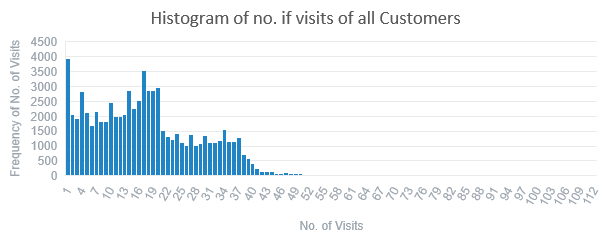 Histogram of no. if visits of all Customers
Frequency of No. of Visits
4500
4000
3500
3000
2500
2000
1500
1000
500
0
1 4 7 10 13 16 19 22 25 28 31 34 37 40 43 46 49 52 55 58 61 64 67 70 73 76 79 82 85 88 91 94 97 100 103 106 109 112
No. of Visits